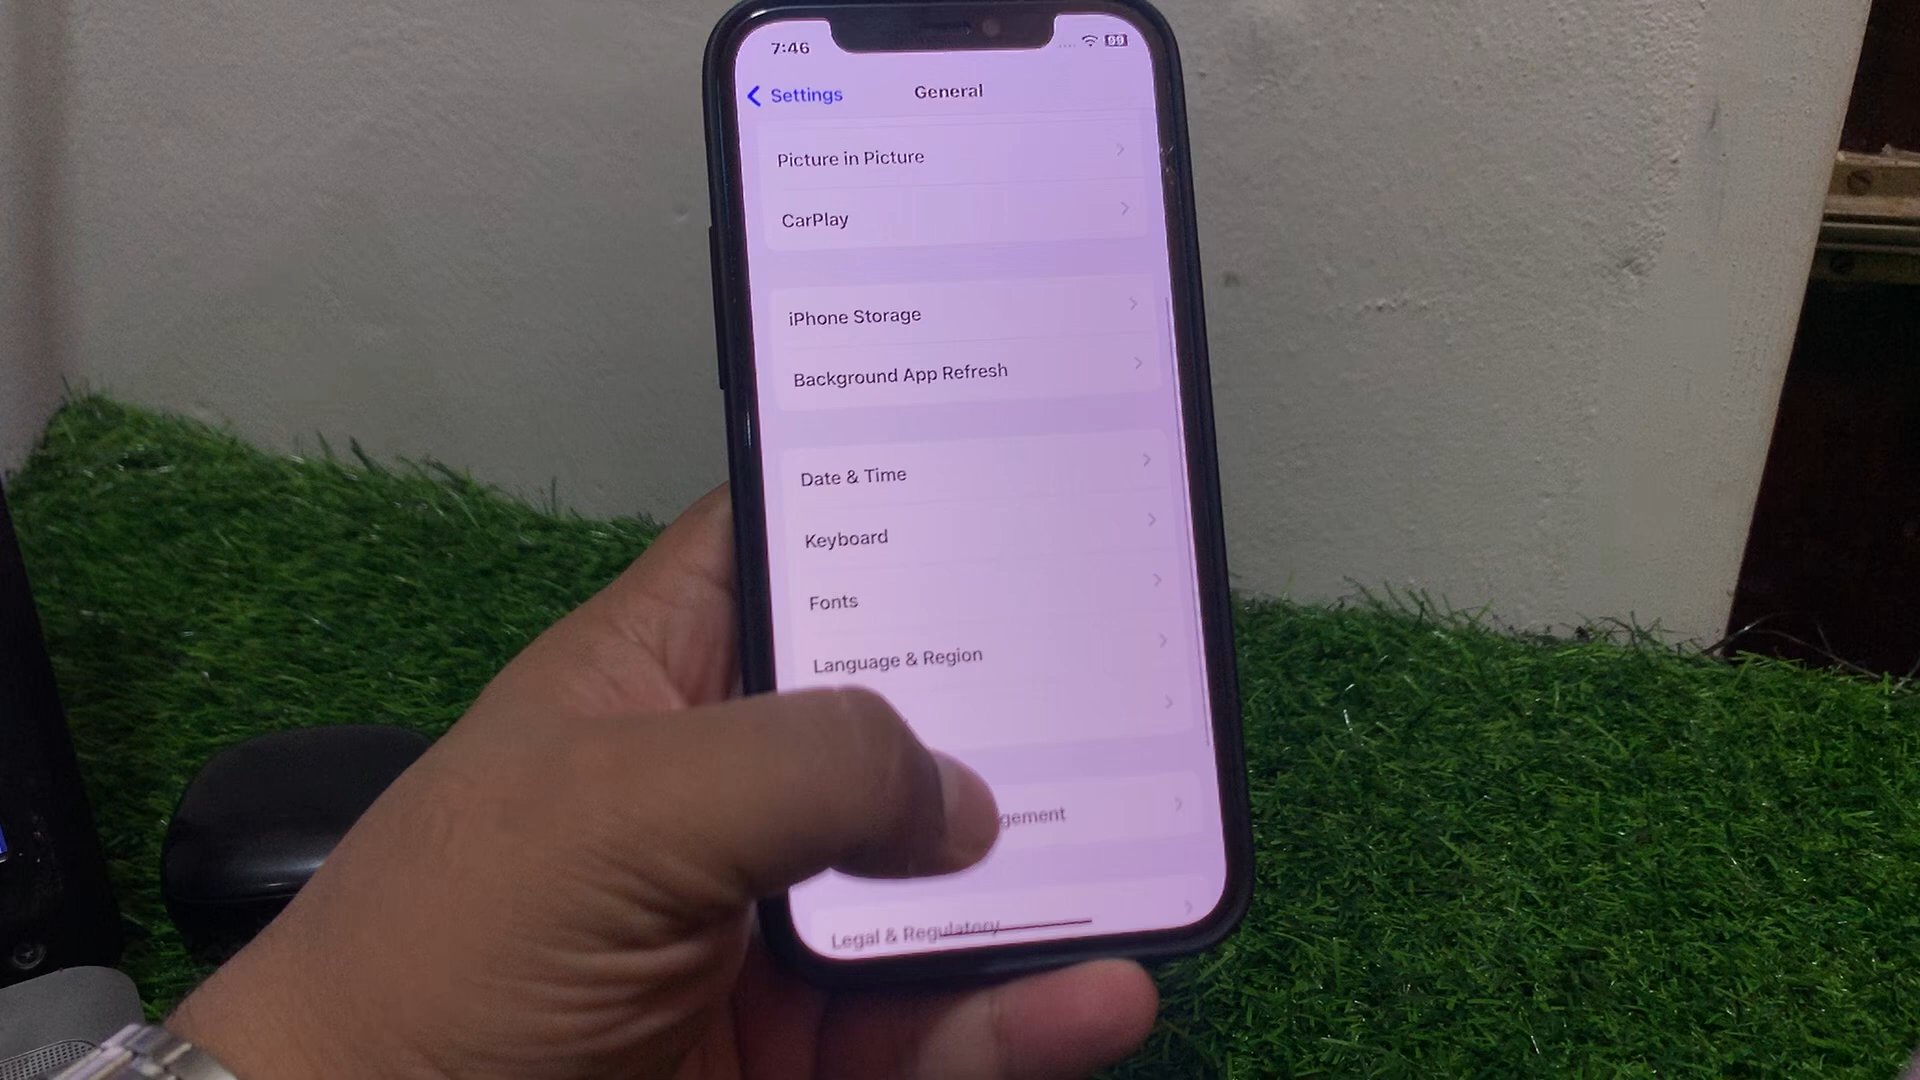 7:46
99
Settings
General
Picture in Picture
CarPlay
iPhone Storage
Background App Refresh
Date & Time
Keyboard
Fonts
Language & Region
gement
Legal & Regulatory